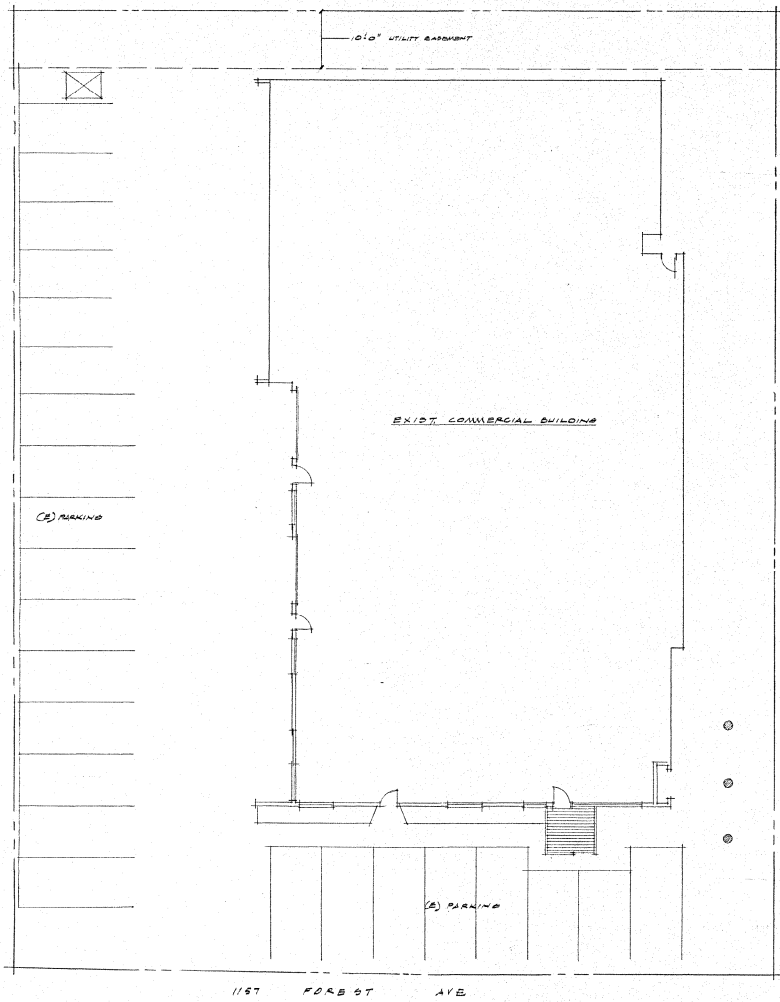 10'-0" UTILITY EASEMENT
EXIST. COMMERCIAL BUILDING
(E) PARKING
(E) PARKING
1157 FOREST AVE